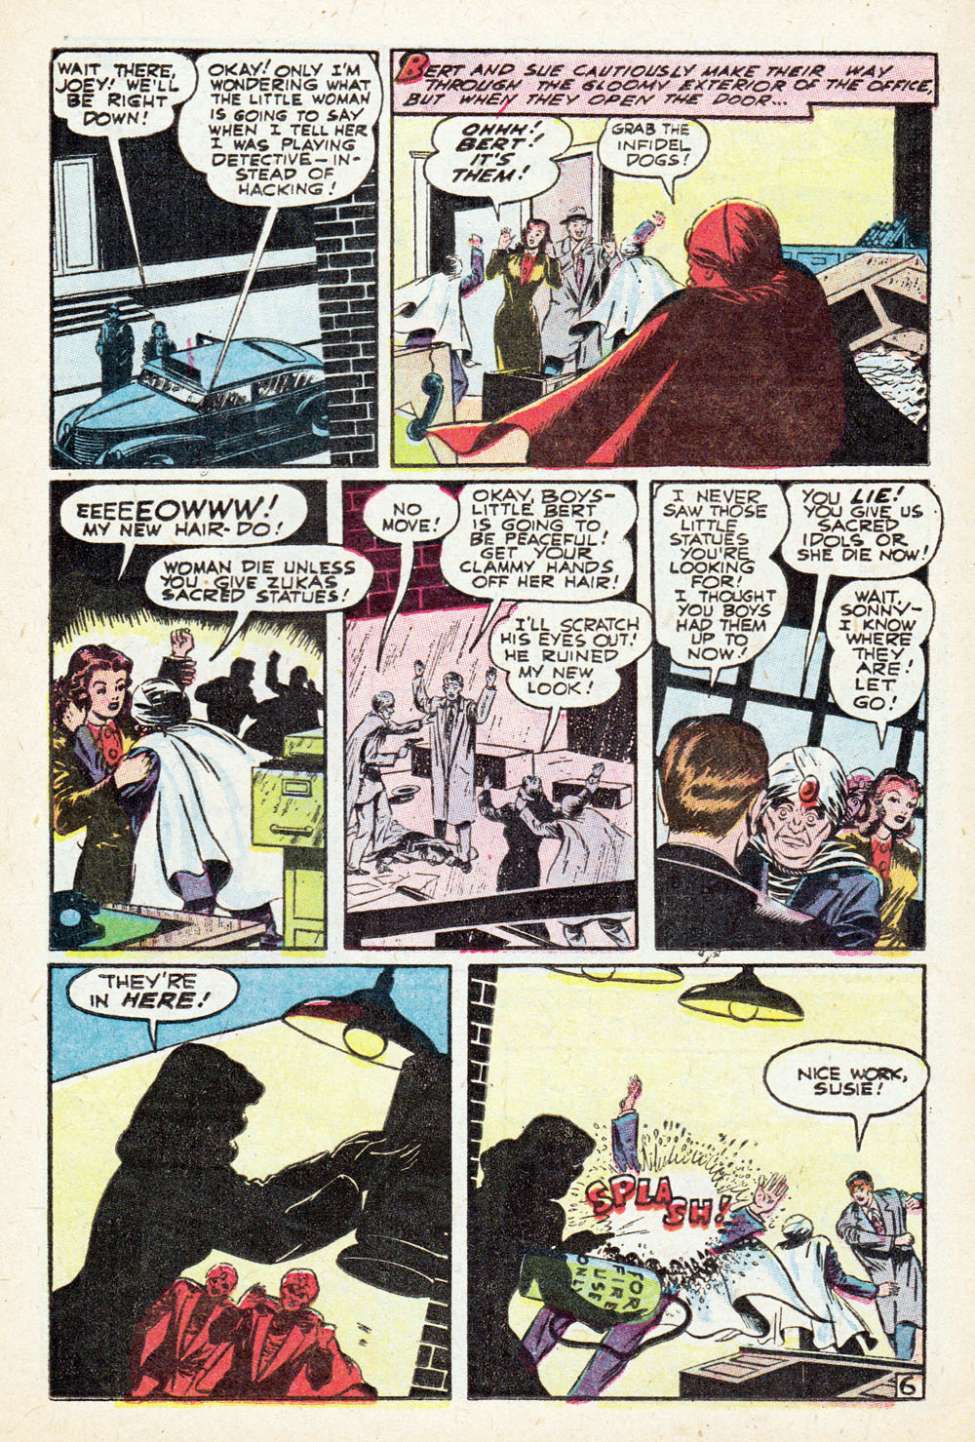 WAIT THERE,
JOEY! WE'LL
BE RIGHT
DOWN!
OKAY! ONLY I'M
WONDERING WHAT
THE LITTLE WOMAN
IS GOING TO SAY
WHEN I TELL HER
I WAS PLAYING
DETECTIVE—IN-
STEAD OF
HACKING!
BERT AND SUE CAUTIOUSLY MAKE THEIR WAY
THROUGH THE GLOOMY EXTERIOR OF THE OFFICE,
BUT WHEN THEY OPEN THE DOOR...
OHHH!
BERT!
IT'S
THEM!
GRAB THE
INFIDEL
DOGS!
EEEEEOWWW!
MY NEW HAIR-DO!
WOMAN DIE UNLESS
YOU GIVE ZUKAS
SACRED STATUES!
NO
MOVE!
OKAY, BOYS—
LITTLE BERT
IS GOING TO
BE PEACEFUL!
GET YOUR
CLAMMY HANDS
OFF HER HAIR!
I'LL SCRATCH
HIS EYES OUT!
HE RUINED
MY NEW
LOOK!
I NEVER
SAW THOSE
LITTLE
STATUES
YOU'RE
LOOKING
FOR!
I THOUGHT
YOU BOYS
HAD THEM
UP TO
NOW!
YOU LIE!
YOU GIVE US
SACRED
IDOLS OR
SHE DIE NOW!
WAIT,
SONNY—
I KNOW
WHERE
THEY
ARE!
LET
GO!
THEY'RE
IN HERE!
SPLASH!
NICE WORK,
SUSIE!
FOR
FIRE
USE
ONLY
6